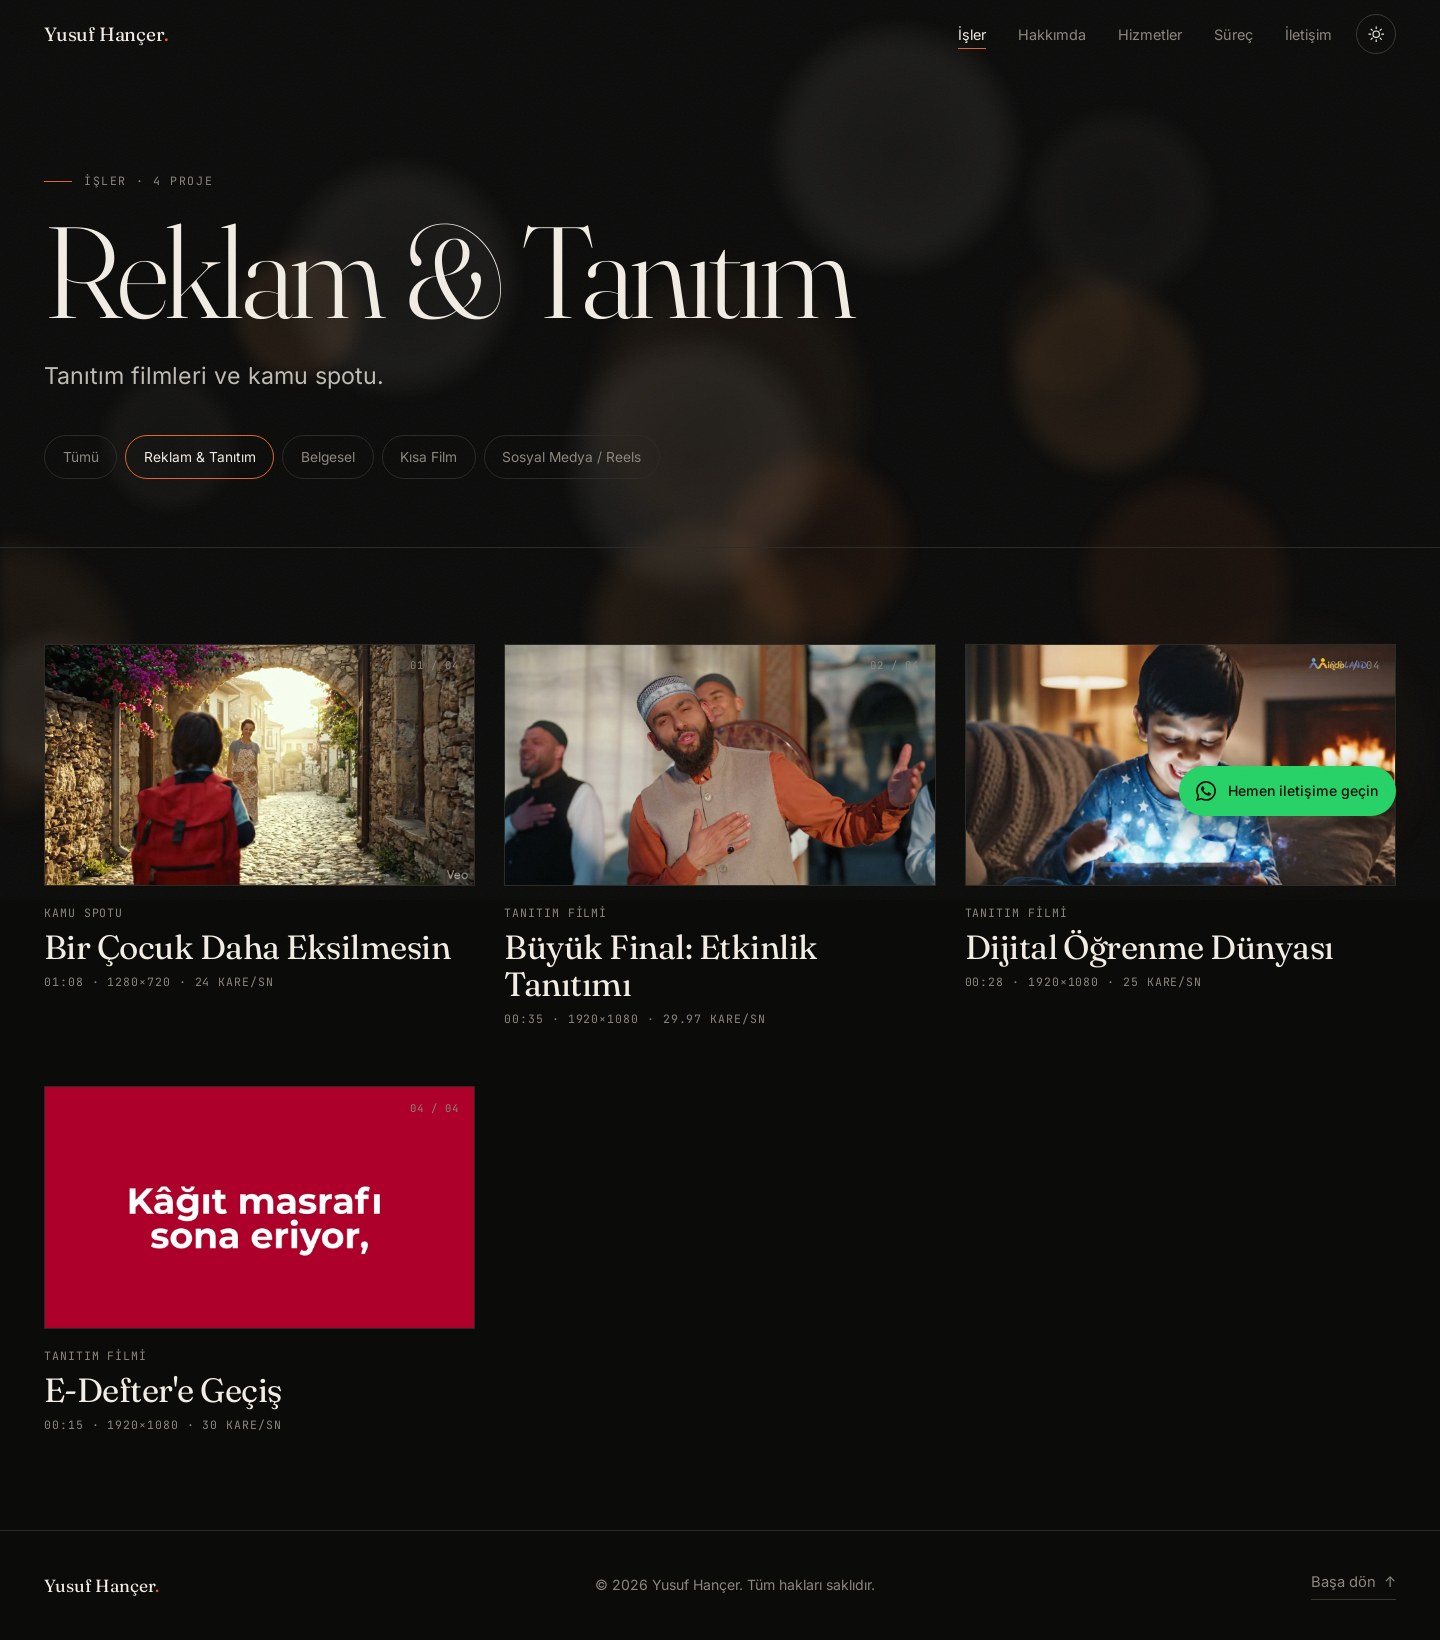 Yusuf Hançer.
İşler
Hakkımda
Hizmetler
Süreç
İletişim
İŞLER · 4 PROJE
Reklam & Tanıtım
Tanıtım filmleri ve kamu spotu.
Tümü
Reklam & Tanıtım
Belgesel
Kısa Film
Sosyal Medya / Reels
01 / 04
Veo
KAMU SPOTU
Bir Çocuk Daha Eksilmesin
01:08 · 1280×720 · 24 KARE/SN
02 / 04
TANITIM FİLMİ
Büyük Final: Etkinlik
Tanıtımı
00:35 · 1920×1080 · 29.97 KARE/SN
Hemen iletişime geçin
TANITIM FİLMİ
Dijital Öğrenme Dünyası
00:28 · 1920×1080 · 25 KARE/SN
04 / 04
Kâğıt masrafı
sona eriyor,
TANITIM FİLMİ
E-Defter'e Geçiş
00:15 · 1920×1080 · 30 KARE/SN
Yusuf Hançer.
© 2026 Yusuf Hançer. Tüm hakları saklıdır.
Başa dön ↑